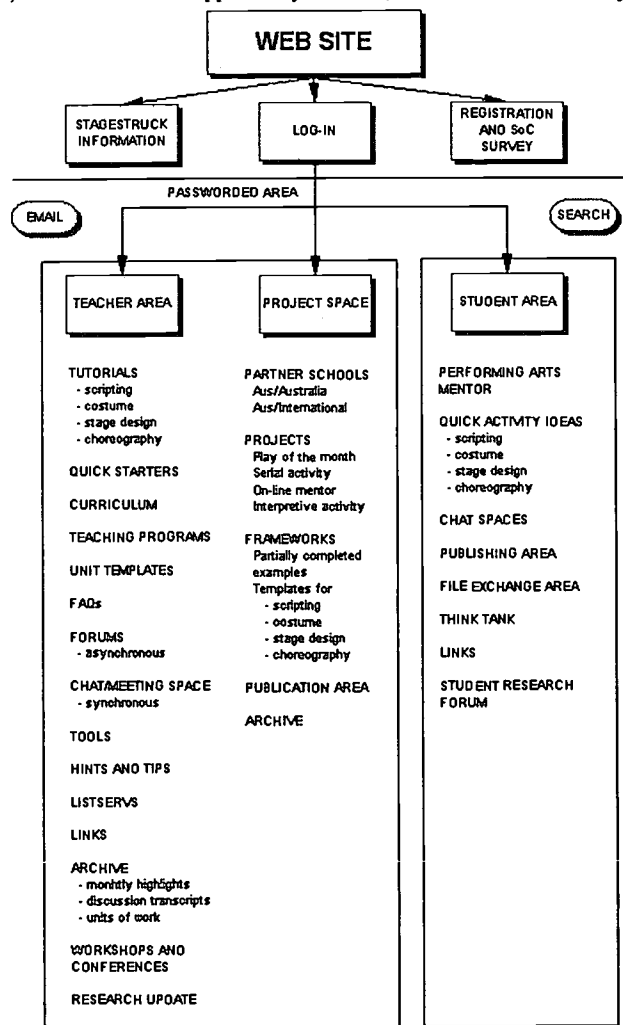 WEB SITE
STAGESTRUCK
INFORMATION
LOG-IN
REGISTRATION
AND SoC
SURVEY
PASSWORDED AREA
EMAIL
SEARCH
TEACHER AREA
TUTORIALS
- scripting
- costume
- stage design
- choreography
QUICK STARTERS
CURRICULUM
TEACHING PROGRAMS
UNIT TEMPLATES
FAQs
FORUMS
- asynchronous
CHAT/MEETING SPACE
- synchronous
TOOLS
HINTS AND TIPS
LISTSERVS
LINKS
ARCHIVE
- monthly highlights
- discussion transcripts
- units of work
WORKSHOPS AND
CONFERENCES
RESEARCH UPDATE
PROJECT SPACE
PARTNER SCHOOLS
Aus/Australia
Aus/International
PROJECTS
Play of the month
Serial activity
On-line mentor
Interpretive activity
FRAMEWORKS
Partially completed
examples
Templates for
- scripting
- costume
- stage design
- choreography
PUBLICATION AREA
ARCHIVE
STUDENT AREA
PERFORMING ARTS
MENTOR
QUICK ACTIVITY IDEAS
- scripting
- costume
- stage design
- choreography
CHAT SPACES
PUBLISHING AREA
FILE EXCHANGE AREA
THINK TANK
LINKS
STUDENT RESEARCH
FORUM